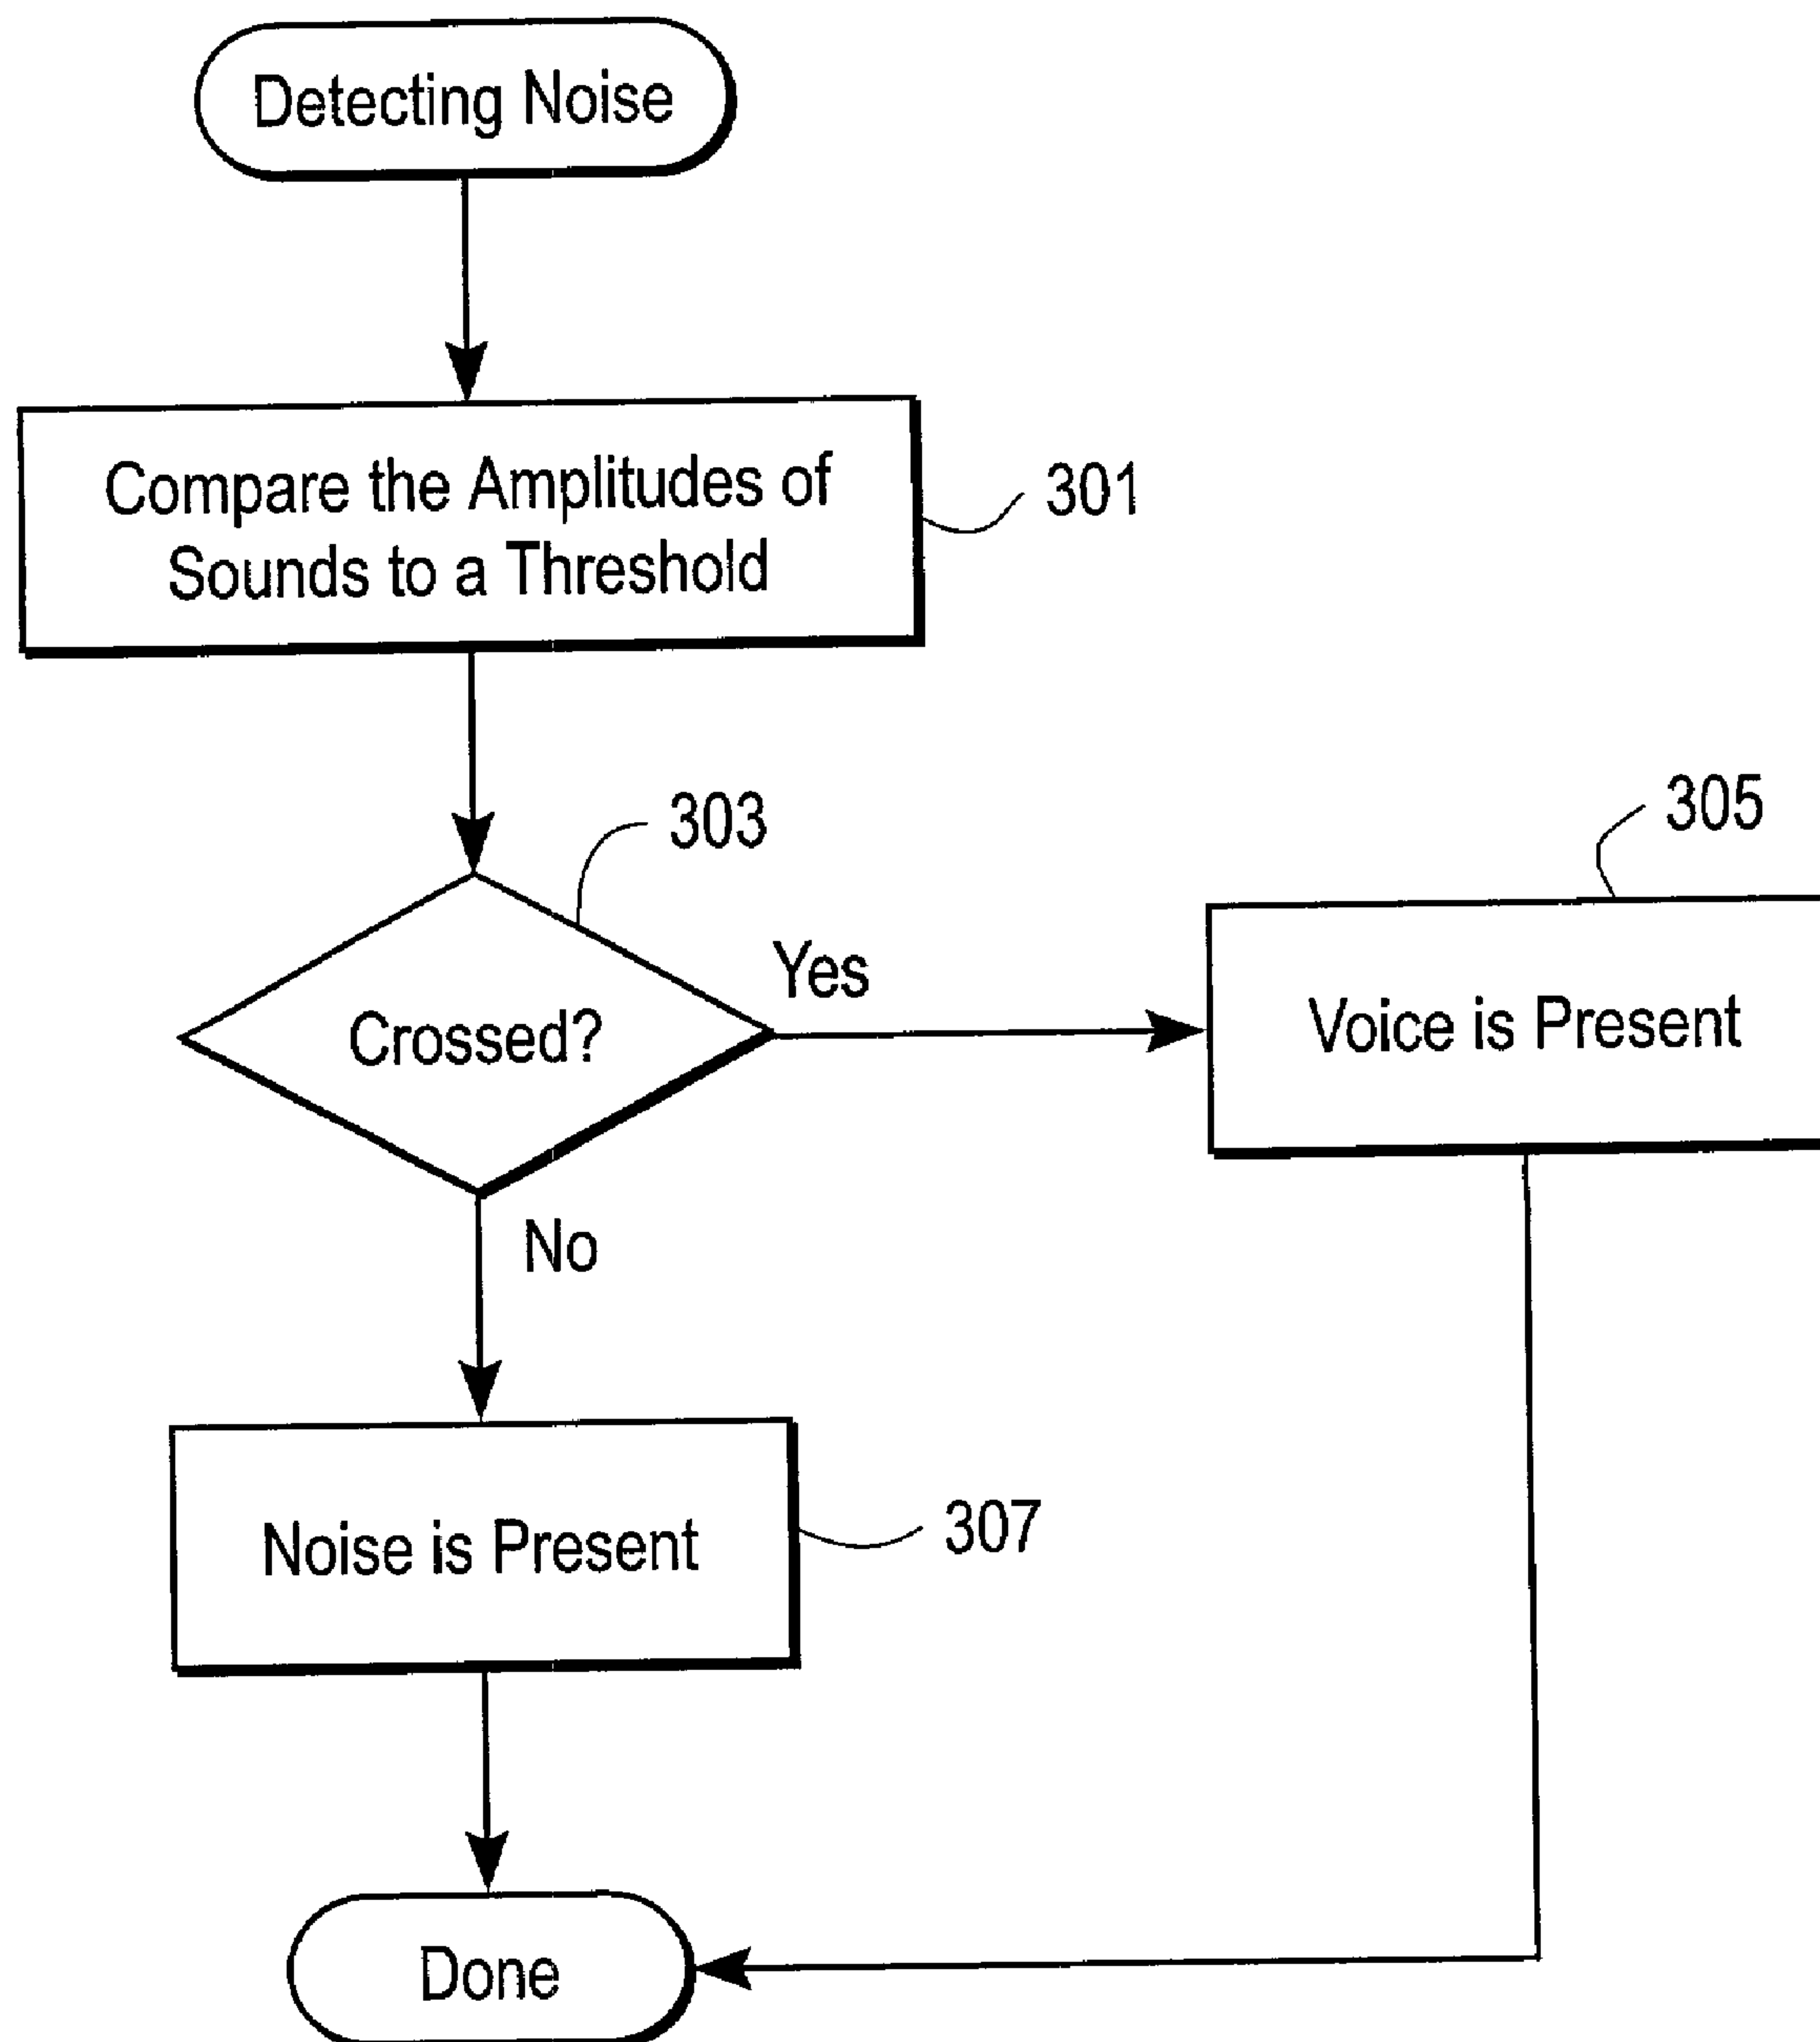 Detecting Noise
Compare the Amplitudes of
Sounds to a Threshold
301
303
Crossed?
Yes
305
Voice is Present
No
Noise is Present
307
Done